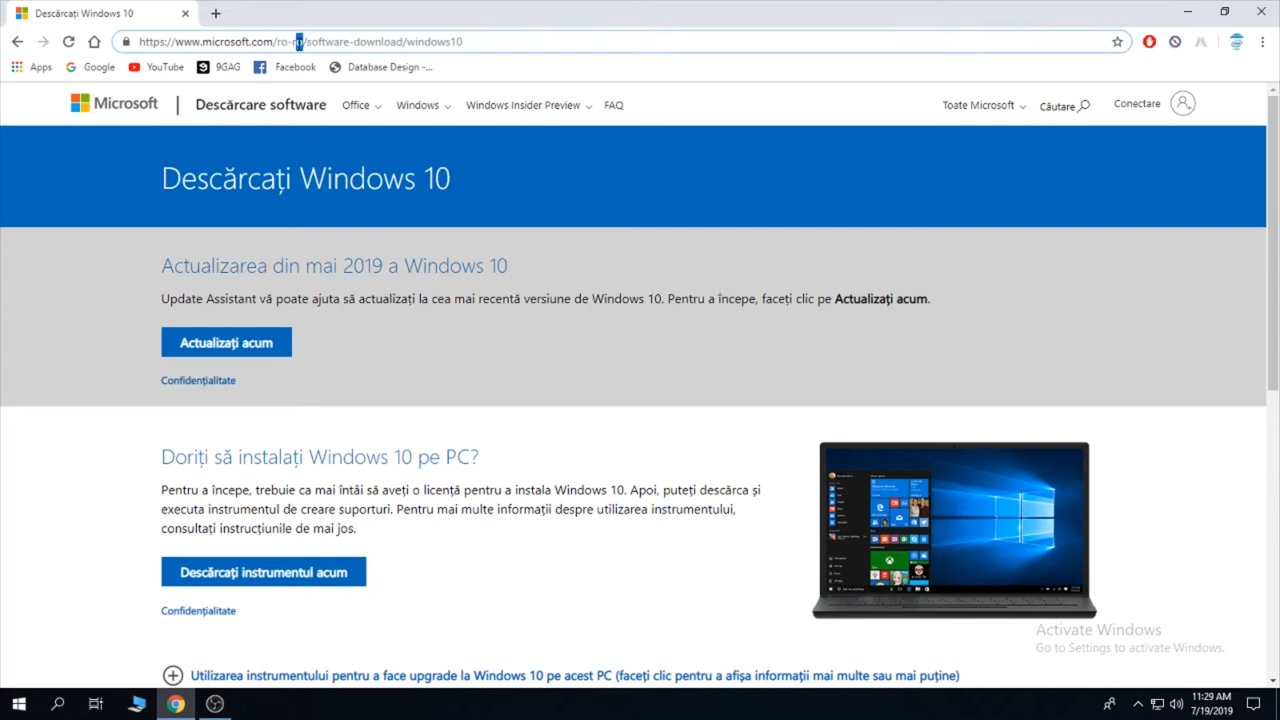 Descărcați Windows 10
https://www.microsoft.com/ro-ro/software-download/windows10
Apps Google YouTube 9GAG Facebook Database Design -...
Microsoft Descărcare software Office Windows Windows Insider Preview FAQ Toate Microsoft Căutare Conectare
Descărcați Windows 10
Actualizarea din mai 2019 a Windows 10
Update Assistant vă poate ajuta să actualizați la cea mai recentă versiune de Windows 10. Pentru a începe, faceți clic pe Actualizați acum.
Actualizați acum
Confidențialitate
Doriți să instalați Windows 10 pe PC?
Pentru a începe, trebuie ca mai întâi să aveți o licență pentru a instala Windows 10. Apoi, puteți descărca și
executa instrumentul de creare suporturi. Pentru mai multe informații despre utilizarea instrumentului,
consultați instrucțiunile de mai jos.
Descărcați instrumentul acum
Confidențialitate
Activate Windows
Go to Settings to activate Windows.
Utilizarea instrumentului pentru a face upgrade la Windows 10 pe acest PC (faceți clic pentru a afișa informații mai multe sau mai puține)
11:29 AM
7/19/2019